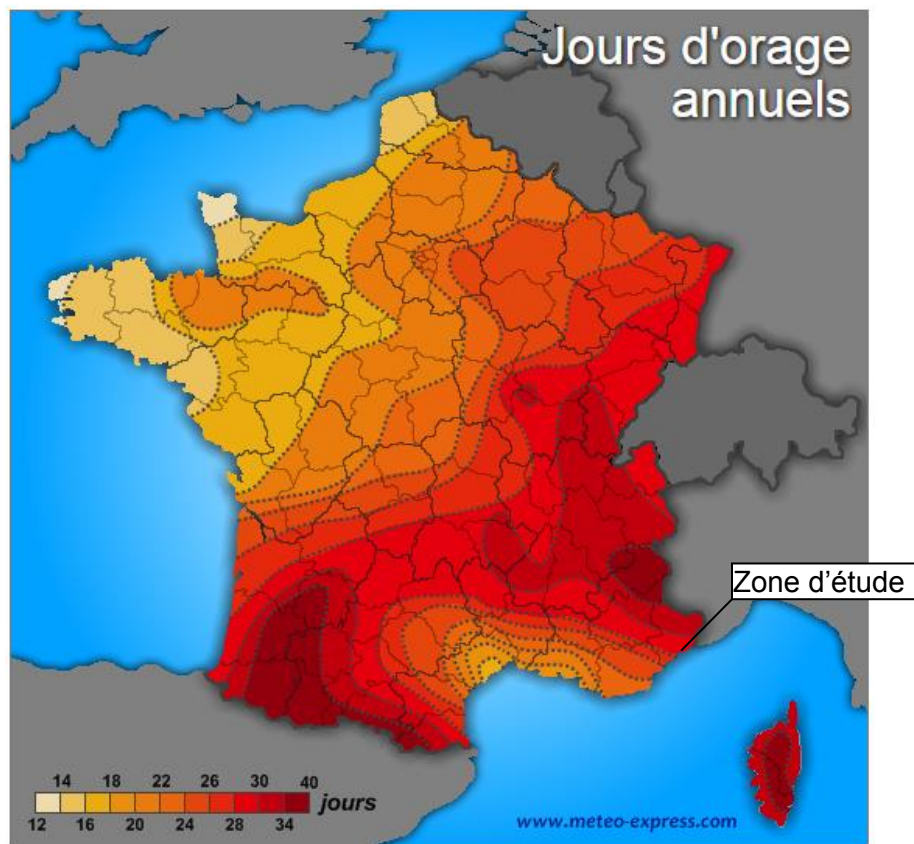 Jours d'orage
annuels
Zone d'étude
14 18 22 26 30 40
jours
12 16 20 24 28 34
www.meteo-express.com